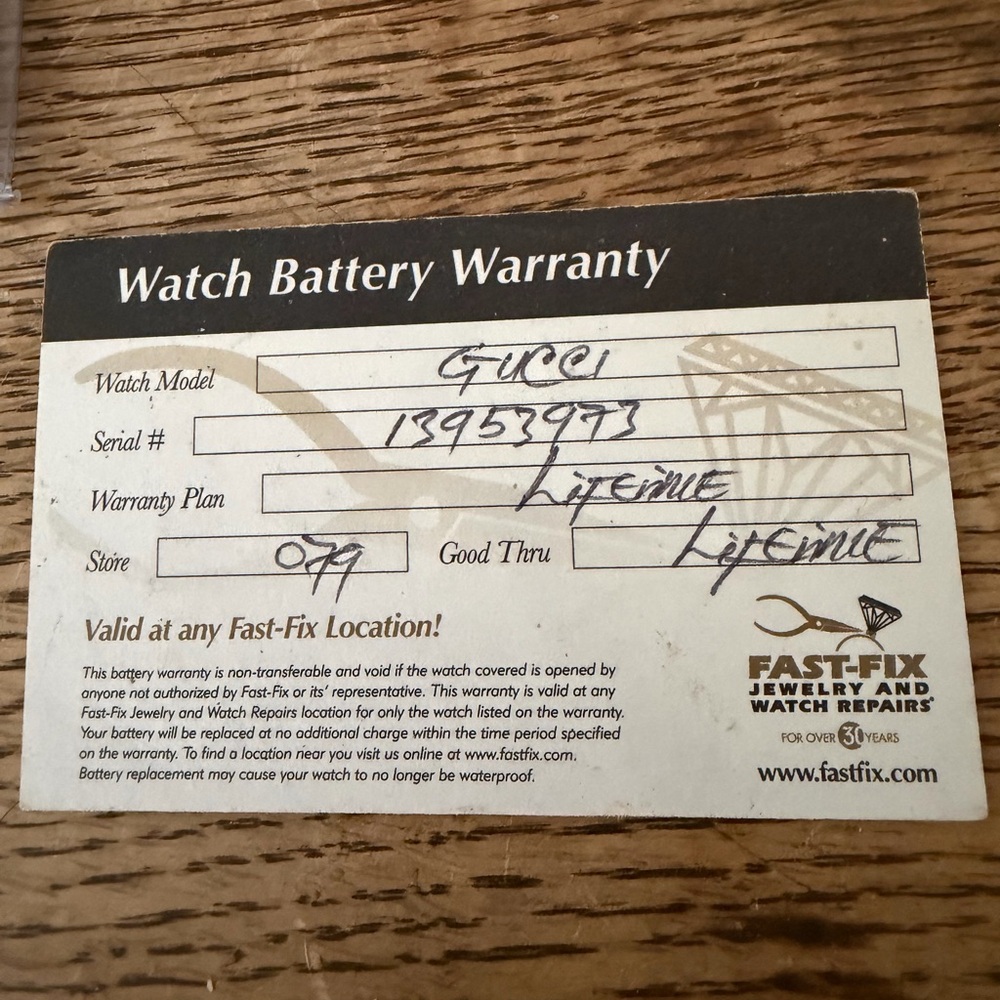 Watch Battery Warranty
Watch Model GUCCI
Serial # 13953973
Warranty Plan LIFETIME
Store 079 Good Thru LIFETIME
Valid at any Fast-Fix Location!
This battery warranty is non-transferable and void if the watch covered is opened by
anyone not authorized by Fast-Fix or its' representative. This warranty is valid at any
Fast-Fix Jewelry and Watch Repairs location for only the watch listed on the warranty.
Your battery will be replaced at no additional charge within the time period specified
on the warranty. To find a location near you visit us online at www.fastfix.com.
Battery replacement may cause your watch to no longer be waterproof.
FAST-FIX
JEWELRY AND
WATCH REPAIRS®
FOR OVER 30 YEARS
www.fastfix.com